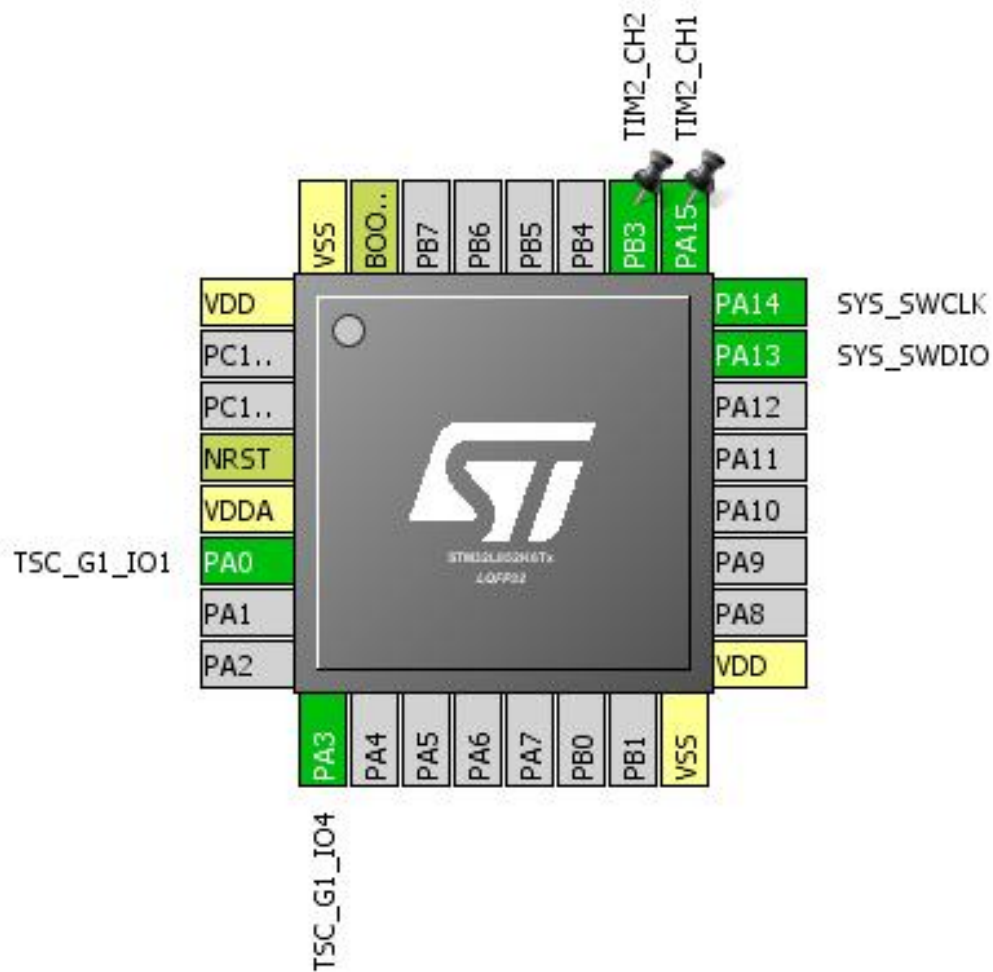 TIM2_CH2
TIM2_CH1
VSS
BOO..
PB7
PB6
PB5
PB4
PB3
PA15
VDD
PC1..
PC1..
NRST
VDDA
TSC_G1_IO1 PA0
PA1
PA2
PA14 SYS_SWCLK
PA13 SYS_SWDIO
PA12
PA11
PA10
PA9
PA8
VDD
ST
LQFP32
PA3
PA4
PA5
PA6
PA7
PB0
PB1
VSS
TSC_G1_IO4